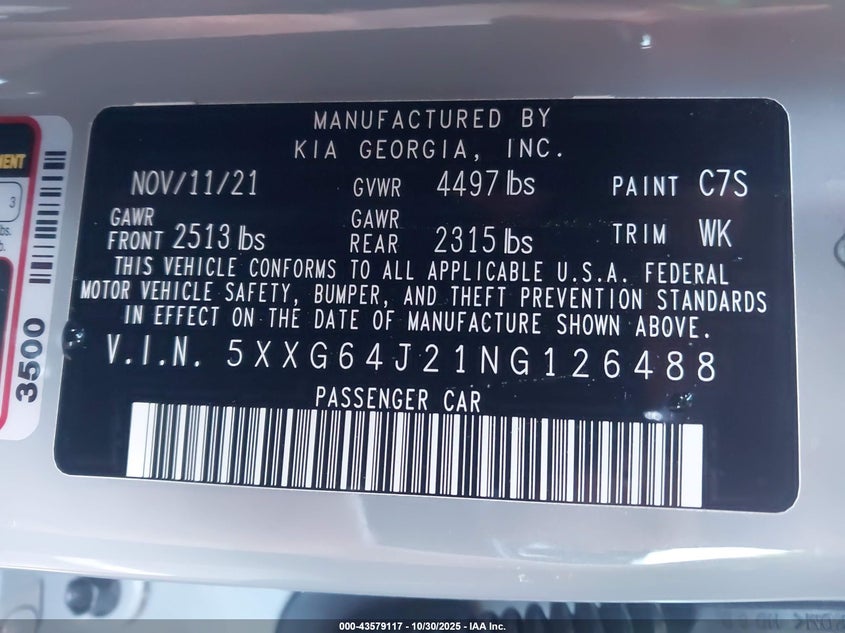 MANUFACTURED BY
KIA GEORGIA, INC.
NOV/11/21 GVWR 4497 lbs PAINT C7S
GAWR FRONT 2513 lbs GAWR REAR 2315 lbs TRIM WK
THIS VEHICLE CONFORMS TO ALL APPLICABLE U.S.A. FEDERAL
MOTOR VEHICLE SAFETY, BUMPER, AND THEFT PREVENTION STANDARDS
IN EFFECT ON THE DATE OF MANUFACTURE SHOWN ABOVE.
V.I.N. 5XXG64J21NG126488
PASSENGER CAR
3500
3
000-43579117 - 10/30/2025 - IAA Inc.